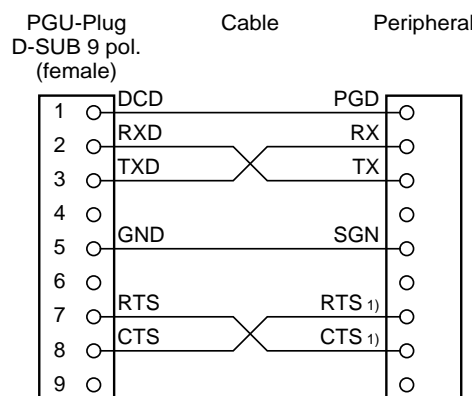 PGU-Plug Cable Peripheral
D-SUB 9 pol.
(female)
1 DCD PGD
2 RXD RX
3 TXD TX
4
5 GND SGN
6
7 RTS RTS 1)
8 CTS CTS 1)
9